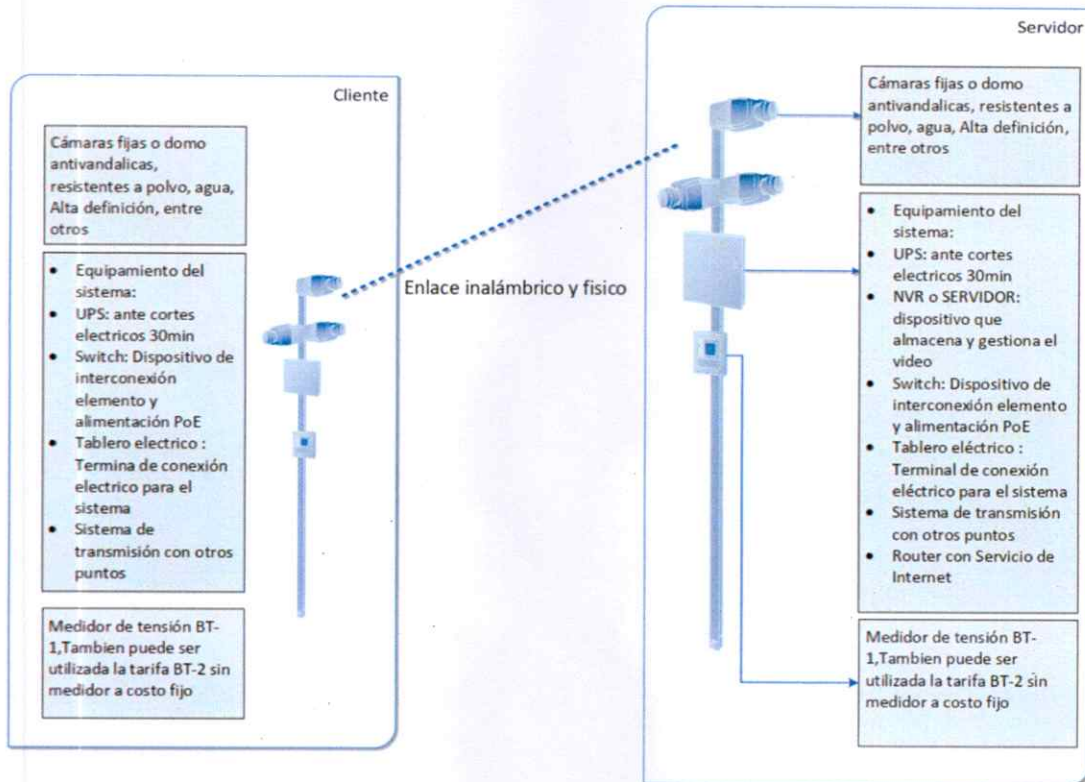 Cliente
Cámaras fijas o domo
antivandalicas,
resistentes a polvo, agua,
Alta definición, entre
otros
• Equipamiento del
sistema:
• UPS: ante cortes
electricos 30min
• Switch: Dispositivo de
interconexión
elemento y
alimentación PoE
• Tablero electrico :
Termina de conexión
electrico para el
sistema
• Sistema de
transmisión con otros
puntos
Medidor de tensión BT-
1,Tambien puede ser
utilizada la tarifa BT-2 sin
medidor a costo fijo
Enlace inalámbrico y fisico
Servidor
Cámaras fijas o domo
antivandalicas, resistentes a
polvo, agua, Alta definición,
entre otros
• Equipamiento del
sistema:
• UPS: ante cortes
electricos 30min
• NVR o SERVIDOR:
dispositivo que
almacena y gestiona el
video
• Switch: Dispositivo de
interconexión elemento
y alimentación PoE
• Tablero eléctrico :
Terminal de conexión
eléctrico para el sistema
• Sistema de transmisión
con otros puntos
• Router con Servicio de
Internet
Medidor de tensión BT-
1,Tambien puede ser
utilizada la tarifa BT-2 sin
medidor a costo fijo